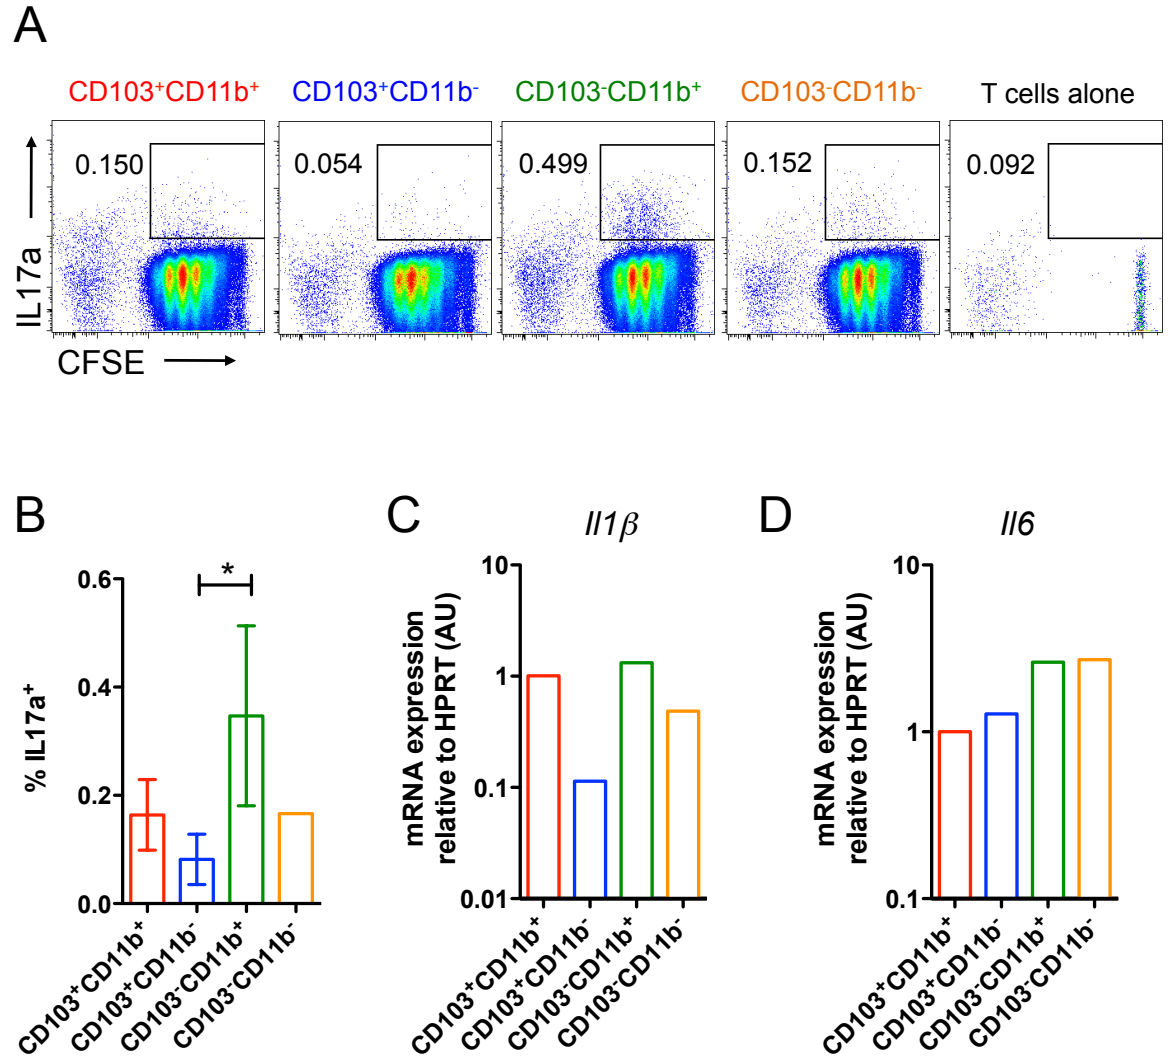 A
CD103⁺CD11b⁺ CD103⁺CD11b⁻ CD103⁻CD11b⁺ CD103⁻CD11b⁻ T cells alone
0.150 0.054 0.499 0.152 0.092
IL17a
CFSE
B
% IL17a⁺
0.6
0.4
0.2
0.0
*
CD103⁺CD11b⁺
CD103⁺CD11b⁻
CD103⁻CD11b⁺
CD103⁻CD11b⁻
C
Il1β
mRNA expression
relative to HPRT (AU)
10
1
0.1
0.01
CD103⁺CD11b⁺
CD103⁺CD11b⁻
CD103⁻CD11b⁺
CD103⁻CD11b⁻
D
Il6
mRNA expression
relative to HPRT (AU)
10
1
0.1
CD103⁺CD11b⁺
CD103⁺CD11b⁻
CD103⁻CD11b⁺
CD103⁻CD11b⁻